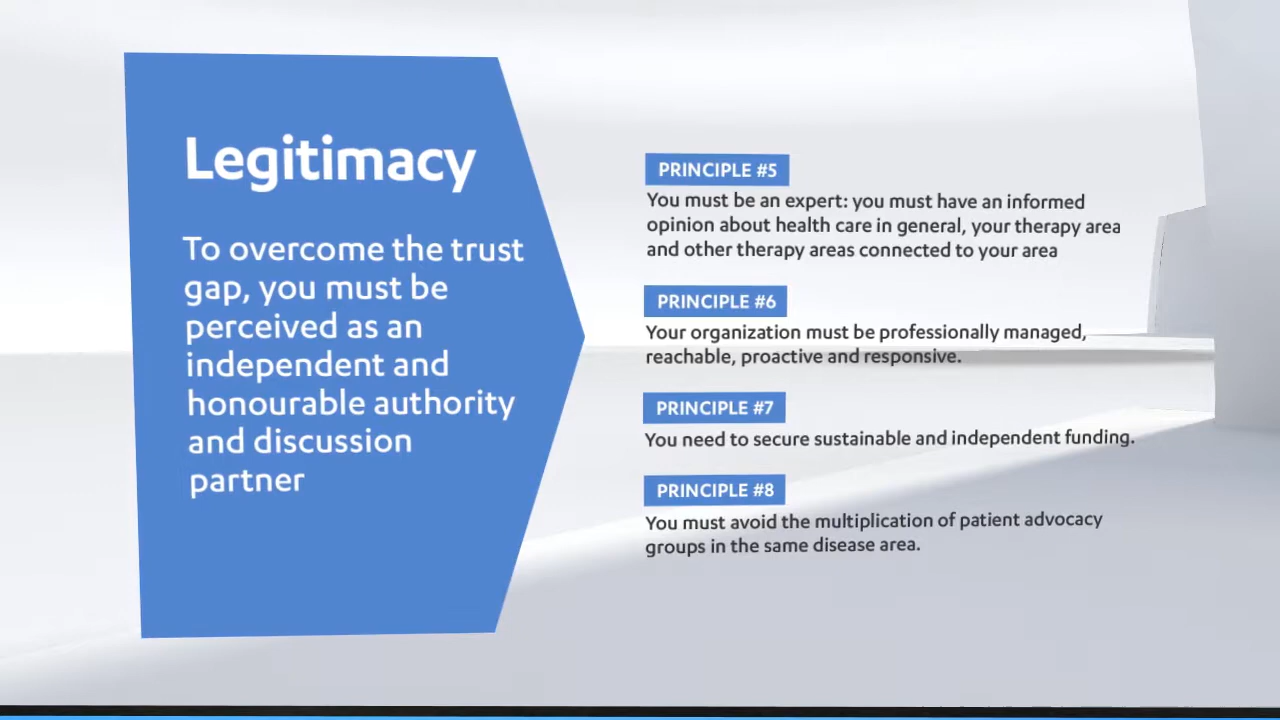 Legitimacy
To overcome the trust
gap, you must be
perceived as an
independent and
honourable authority
and discussion
partner
PRINCIPLE #5
You must be an expert: you must have an informed
opinion about health care in general, your therapy area
and other therapy areas connected to your area
PRINCIPLE #6
Your organization must be professionally managed,
reachable, proactive and responsive.
PRINCIPLE #7
You need to secure sustainable and independent funding.
PRINCIPLE #8
You must avoid the multiplication of patient advocacy
groups in the same disease area.